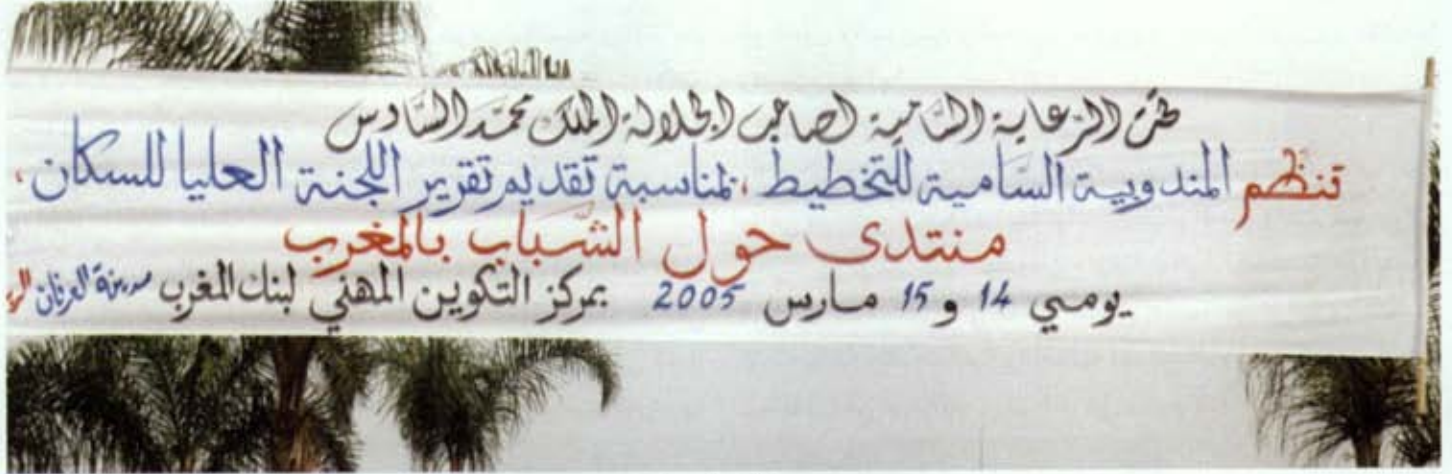 تحت الرعاية السامية لصاحب الجلالة الملك محمد السادس
تنظم المندوبية السامية للتخطيط، بمناسبة تقديم تقرير اللجنة العليا للسكان،
منتدى حول الشباب بالمغرب
يومي 14 و 15 مارس 2005 بمركز التكوين المهني لبنك المغرب مدينة العرفان